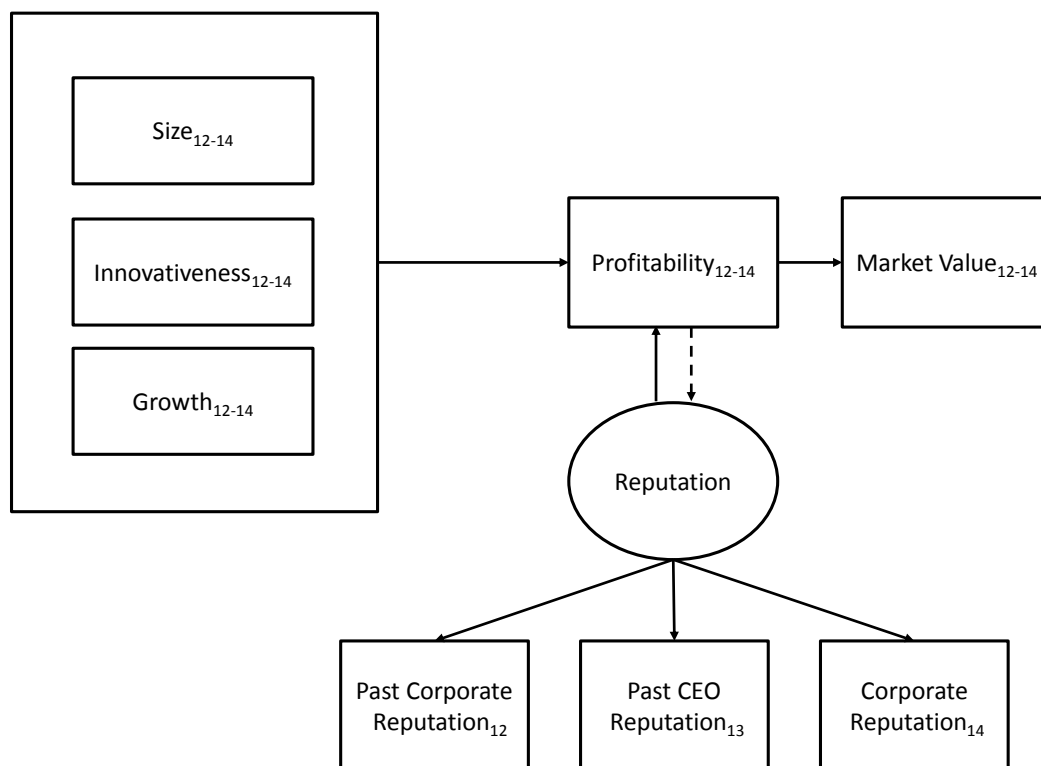 Size12-14
Innovativeness12-14
Growth12-14
Profitability12-14
Market Value12-14
Reputation
Past Corporate
Reputation12
Past CEO
Reputation13
Corporate
Reputation14